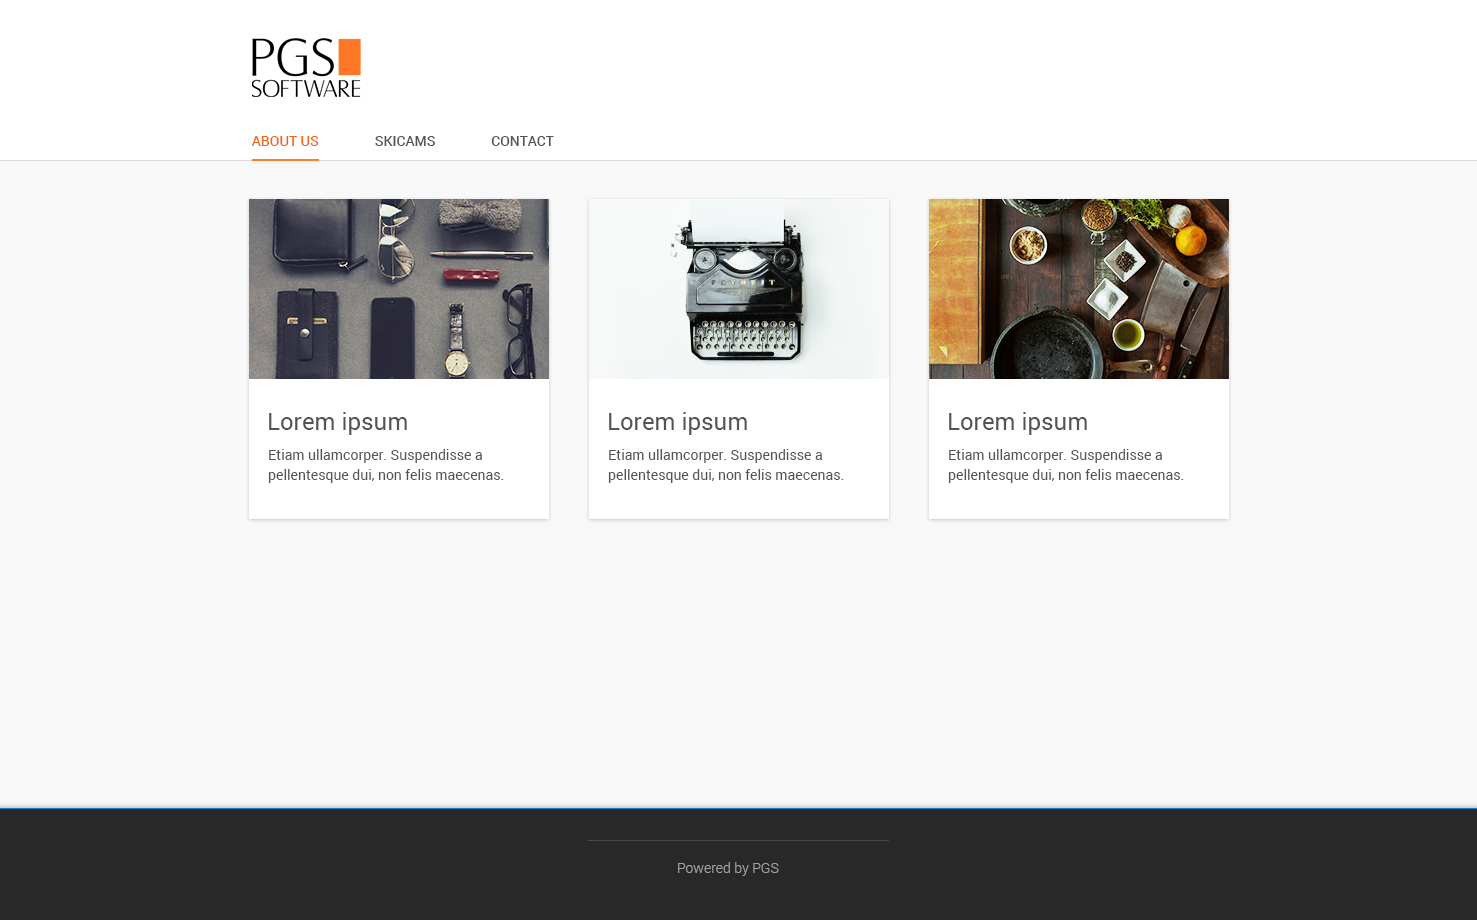 PGS
SOFTWARE
ABOUT US
SKICAMS
CONTACT
Lorem ipsum
Etiam ullamcorper. Suspendisse a
pellentesque dui, non felis maecenas.
Lorem ipsum
Etiam ullamcorper. Suspendisse a
pellentesque dui, non felis maecenas.
Lorem ipsum
Etiam ullamcorper. Suspendisse a
pellentesque dui, non felis maecenas.
Powered by PGS